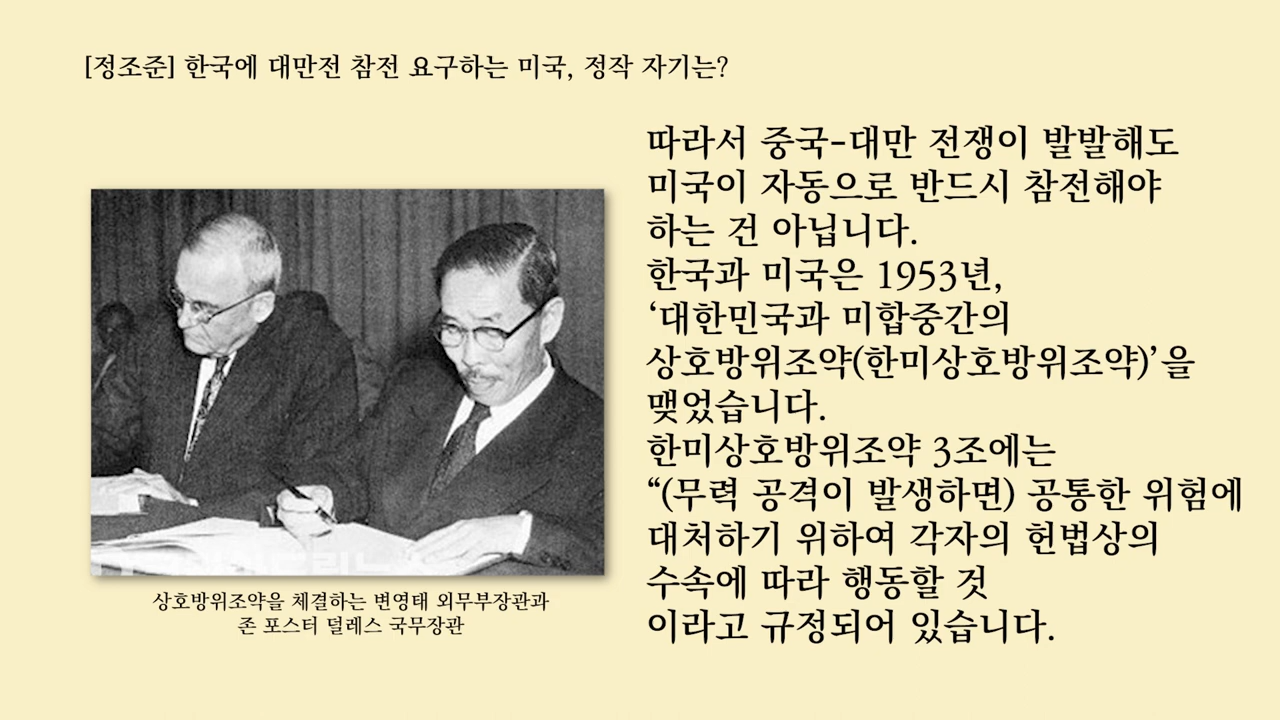 [정조준] 한국에 대만전 참전 요구하는 미국, 정작 자기는?
따라서 중국-대만 전쟁이 발발해도
미국이 자동으로 반드시 참전해야
하는 건 아닙니다.
한국과 미국은 1953년,
‘대한민국과 미합중간의
상호방위조약(한미상호방위조약)’을
맺었습니다.
한미상호방위조약 3조에는
“(무력 공격이 발생하면) 공통한 위험에
대처하기 위하여 각자의 헌법상의
수속에 따라 행동할 것
이라고 규정되어 있습니다.
상호방위조약을 체결하는 변영태 외무부장관과
존 포스터 덜레스 국무장관